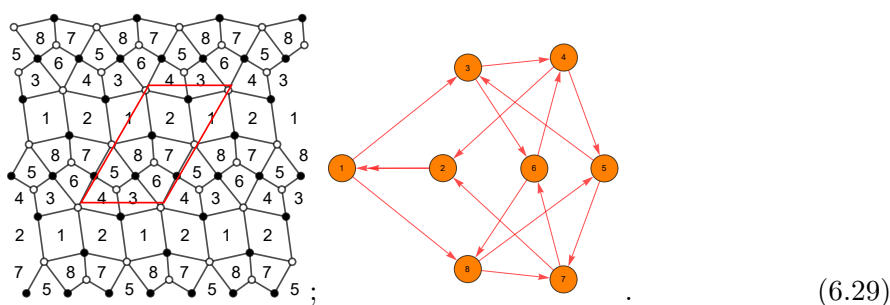 8 7 8 7 8 7 8
5 6 5 6 5 6 5
3 4 3 4 3 4 3
1 2 1 2 1 2 1
8 7 8 7 8 7 8
5 6 5 6 5 6 5
4 3 4 3 4 3 4 3
2 1 2 1 2 1 2
7 8 7 8 7 8 7
5 5 5 5
;
3 4
1 2 6 5
8 7
. (6.29)